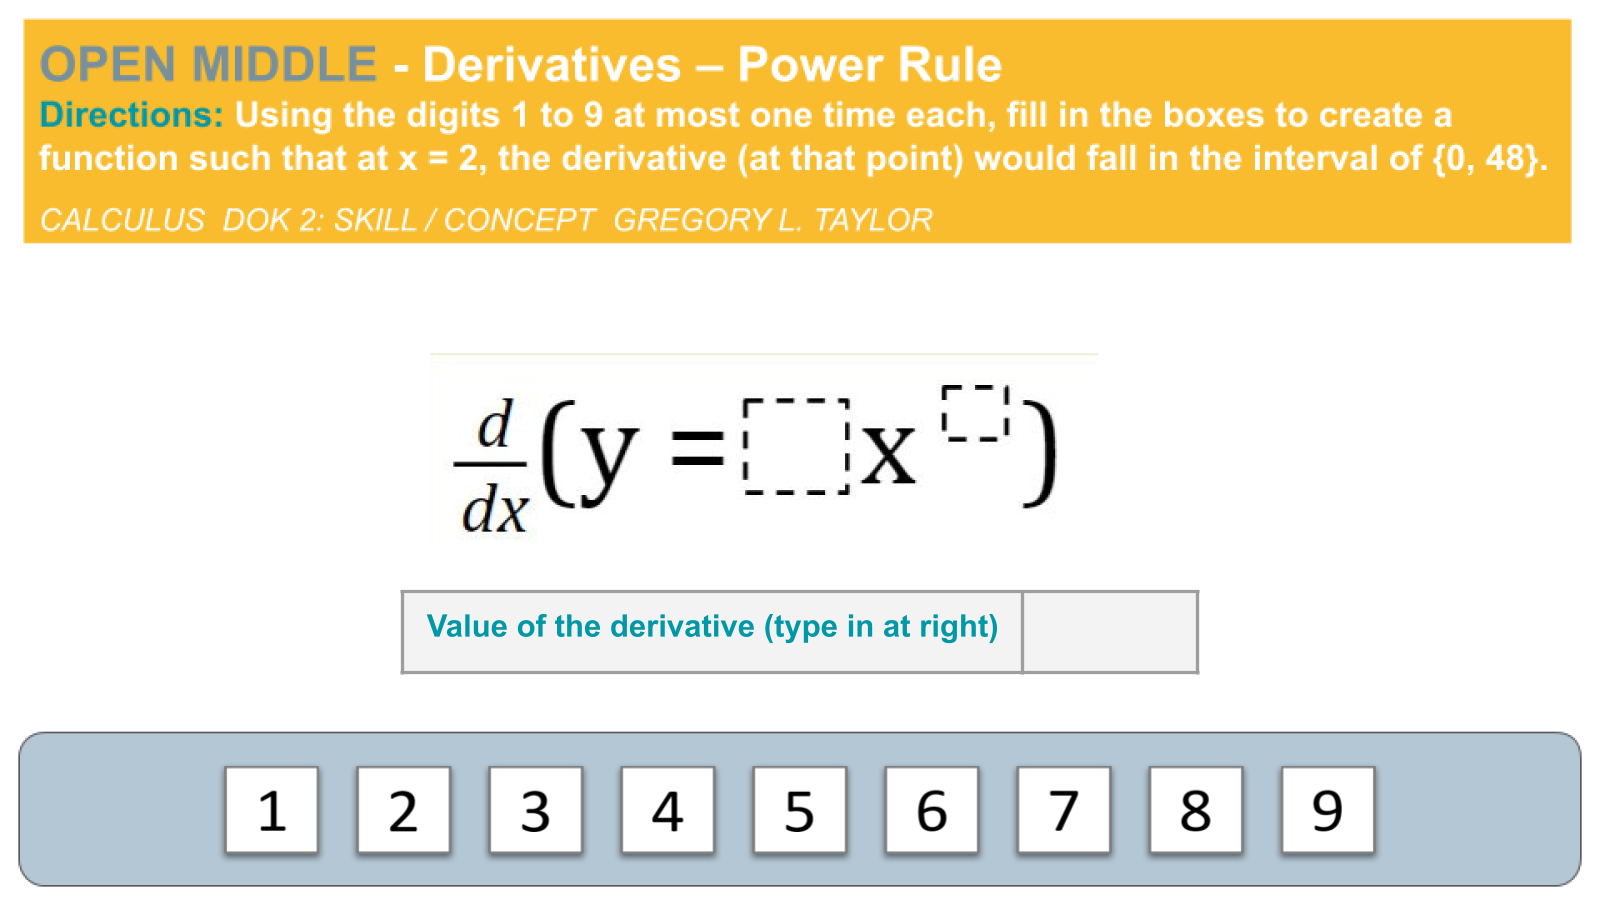 OPEN MIDDLE - Derivatives – Power Rule
Directions: Using the digits 1 to 9 at most one time each, fill in the boxes to create a
function such that at x = 2, the derivative (at that point) would fall in the interval of {0, 48}.
CALCULUS DOK 2: SKILL / CONCEPT GREGORY L. TAYLOR
d/dx (y = □x^□)
Value of the derivative (type in at right)
1 2 3 4 5 6 7 8 9